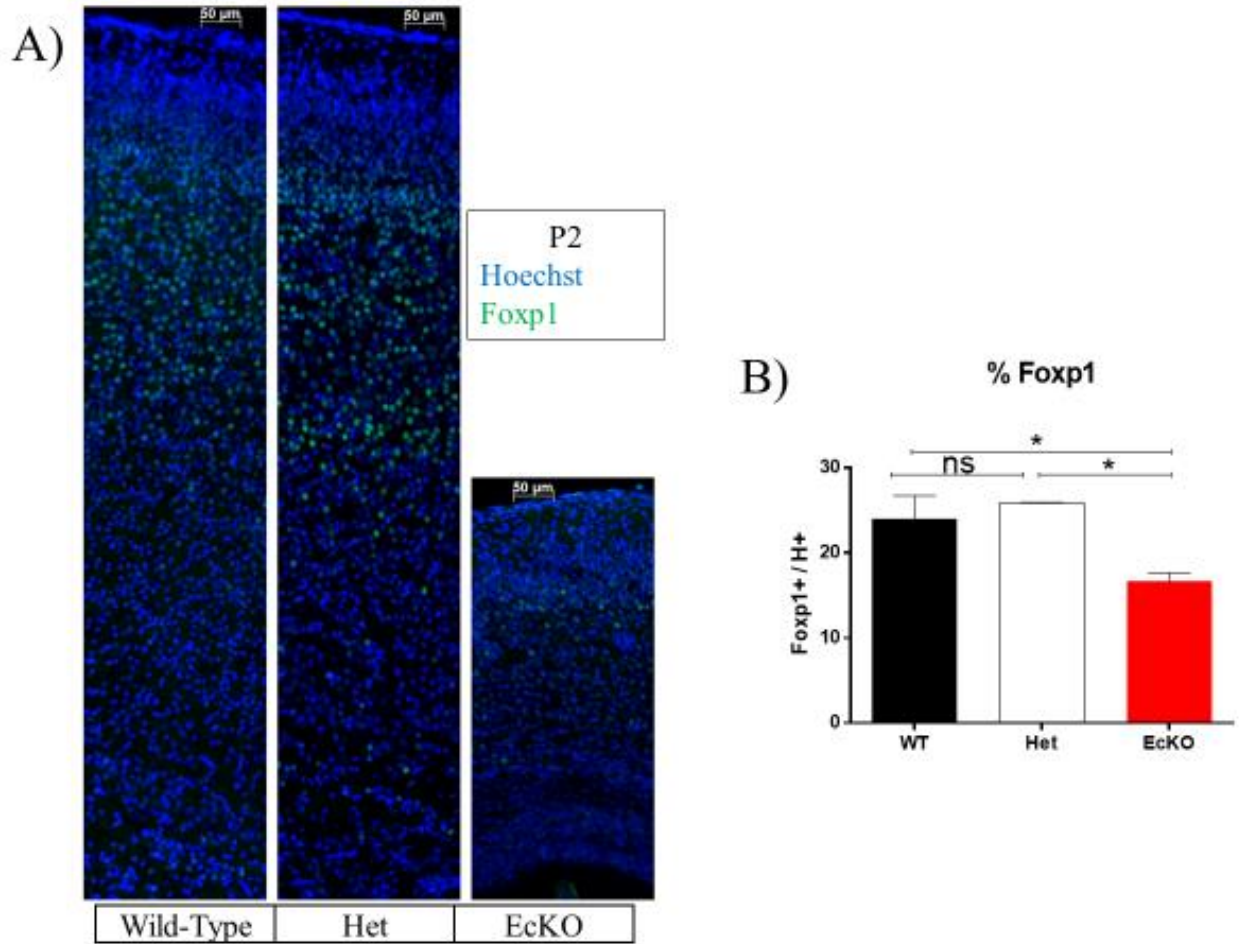 A)
50 µm
50 µm
P2
Hoechst
Foxp1
50 µm
Wild-Type
Het
EcKO
B)
% Foxp1
*
ns
*
30
20
10
0
Foxp1+ / H+
WT
Het
EcKO